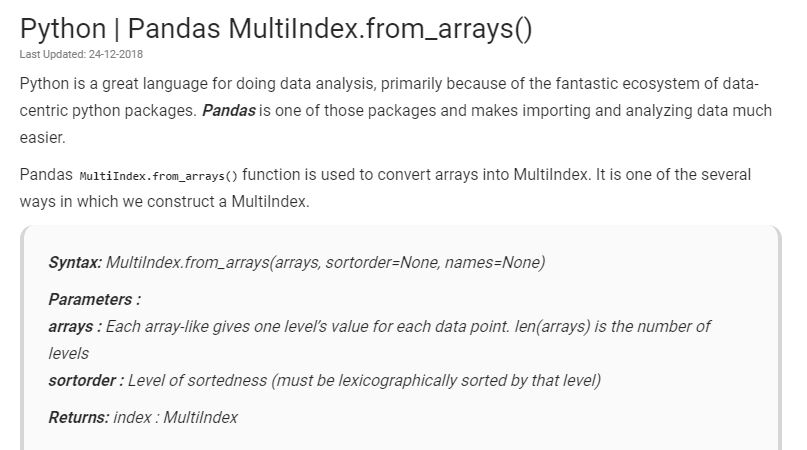 Python | Pandas MultiIndex.from_arrays()
Last Updated: 24-12-2018
Python is a great language for doing data analysis, primarily because of the fantastic ecosystem of data-
centric python packages. Pandas is one of those packages and makes importing and analyzing data much
easier.
Pandas MultiIndex.from_arrays() function is used to convert arrays into MultiIndex. It is one of the several
ways in which we construct a MultiIndex.
Syntax: MultiIndex.from_arrays(arrays, sortorder=None, names=None)
Parameters :
arrays : Each array-like gives one level’s value for each data point. len(arrays) is the number of
levels
sortorder : Level of sortedness (must be lexicographically sorted by that level)
Returns: index : MultiIndex